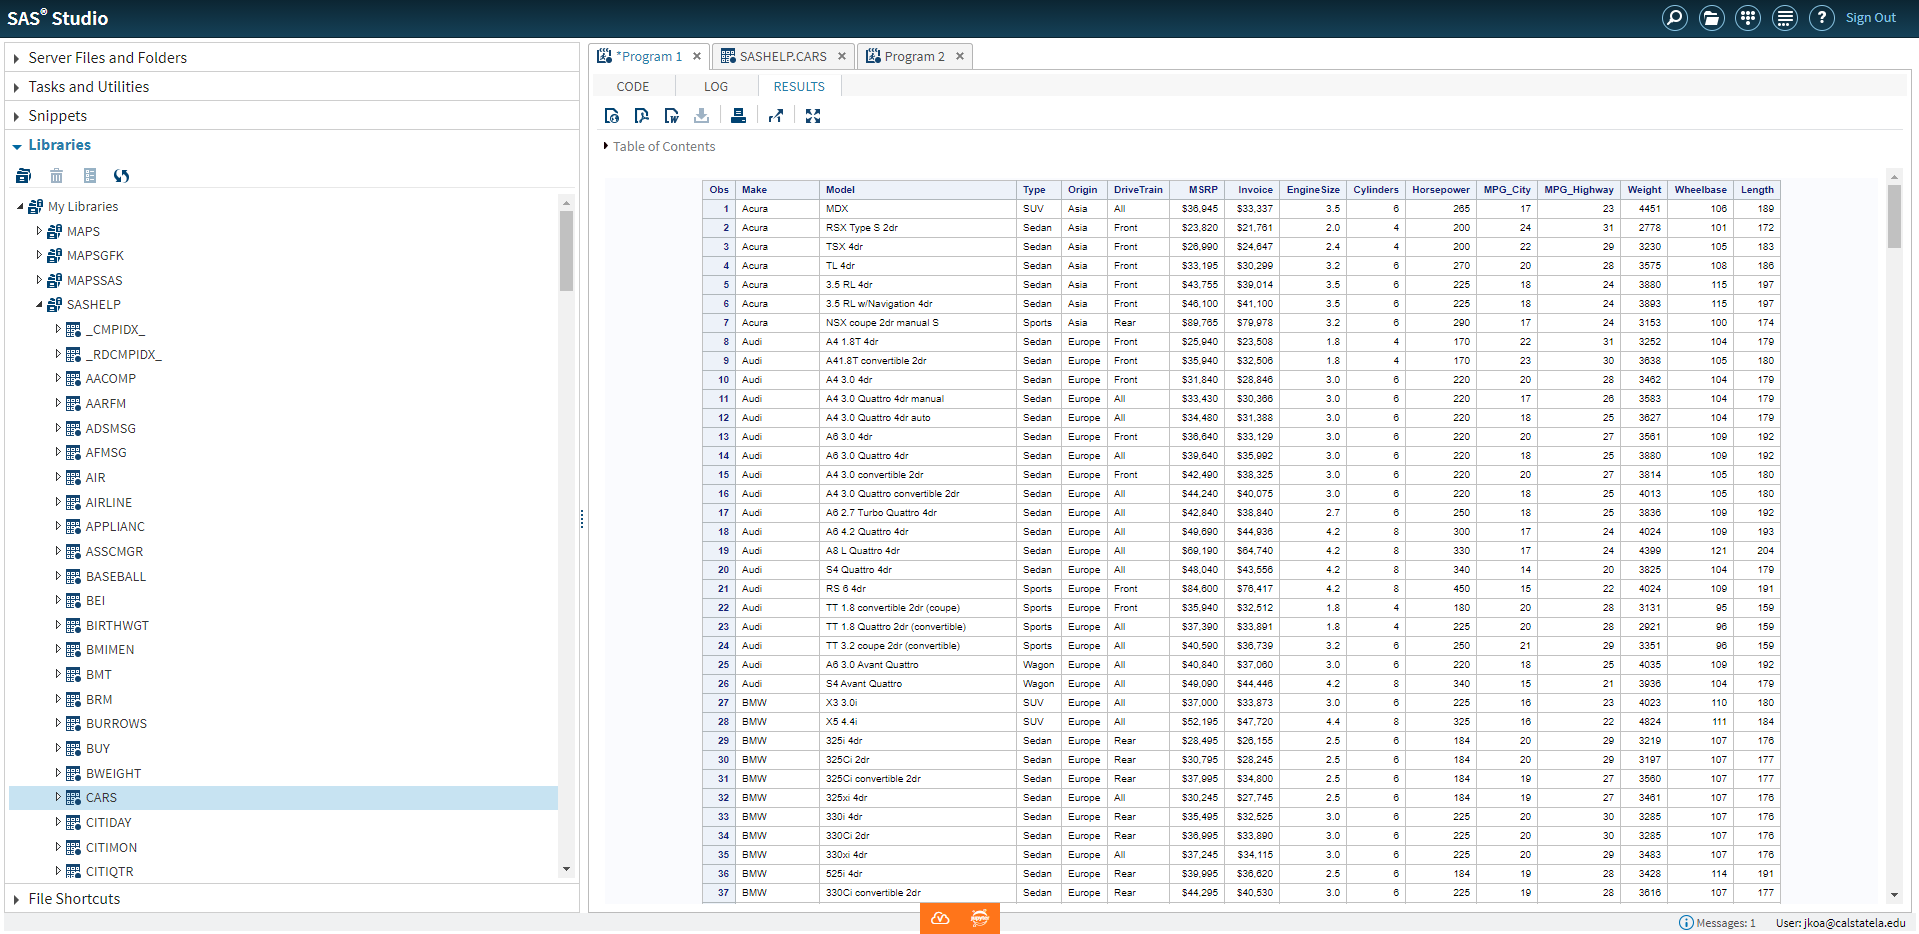 SAS® Studio
Sign Out
Server Files and Folders
Tasks and Utilities
Snippets
Libraries
My Libraries
MAPS
MAPSGFK
MAPSSAS
SASHELP
_CMPIDX_
_RDCMPIDX_
AACOMP
AARFM
ADSMSG
AFMSG
AIR
AIRLINE
APPLIANC
ASSCMGR
BASEBALL
BEI
BIRTHWGT
BMIMEN
BMT
BRM
BURROWS
BUY
BWEIGHT
CARS
CITIDAY
CITIMON
CITIQTR
File Shortcuts
*Program 1 × SASHELP.CARS × Program 2 ×
CODE LOG RESULTS
Table of Contents
Obs Make Model Type Origin DriveTrain MSRP Invoice EngineSize Cylinders Horsepower MPG_City MPG_Highway Weight Wheelbase Length
1 Acura MDX SUV Asia All $36,945 $33,337 3.5 6 265 17 23 4451 106 189
2 Acura RSX Type S 2dr Sedan Asia Front $23,820 $21,761 2.0 4 200 24 31 2778 101 172
3 Acura TSX 4dr Sedan Asia Front $26,990 $24,647 2.4 4 200 22 29 3230 105 183
4 Acura TL 4dr Sedan Asia Front $33,195 $30,299 3.2 6 270 20 28 3575 108 186
5 Acura 3.5 RL 4dr Sedan Asia Front $43,755 $39,014 3.5 6 225 18 24 3880 115 197
6 Acura 3.5 RL w/Navigation 4dr Sedan Asia Front $46,100 $41,100 3.5 6 225 18 24 3893 115 197
7 Acura NSX coupe 2dr manual S Sports Asia Rear $89,765 $79,978 3.2 6 290 17 24 3153 100 174
8 Audi A4 1.8T 4dr Sedan Europe Front $25,940 $23,508 1.8 4 170 22 31 3252 104 179
9 Audi A41.8T convertible 2dr Sedan Europe Front $35,940 $32,506 1.8 4 170 23 30 3638 105 180
10 Audi A4 3.0 4dr Sedan Europe Front $31,840 $28,846 3.0 6 220 20 28 3462 104 179
11 Audi A4 3.0 Quattro 4dr manual Sedan Europe All $33,430 $30,366 3.0 6 220 17 26 3583 104 179
12 Audi A4 3.0 Quattro 4dr auto Sedan Europe All $34,480 $31,388 3.0 6 220 18 25 3627 104 179
13 Audi A6 3.0 4dr Sedan Europe Front $36,640 $33,129 3.0 6 220 20 27 3561 109 192
14 Audi A6 3.0 Quattro 4dr Sedan Europe All $39,640 $35,992 3.0 6 220 18 25 3880 109 192
15 Audi A4 3.0 convertible 2dr Sedan Europe Front $42,490 $38,325 3.0 6 220 20 27 3814 105 180
16 Audi A4 3.0 Quattro convertible 2dr Sedan Europe All $44,240 $40,075 3.0 6 220 18 25 4013 105 180
17 Audi A6 2.7 Turbo Quattro 4dr Sedan Europe All $42,840 $38,840 2.7 6 250 18 25 3836 109 192
18 Audi A6 4.2 Quattro 4dr Sedan Europe All $49,690 $44,936 4.2 8 300 17 24 4024 109 193
19 Audi A8 L Quattro 4dr Sedan Europe All $69,190 $64,740 4.2 8 330 17 24 4399 121 204
20 Audi S4 Quattro 4dr Sedan Europe All $48,040 $43,556 4.2 8 340 14 20 3825 104 179
21 Audi RS 6 4dr Sports Europe Front $84,600 $76,417 4.2 8 450 15 22 4024 109 191
22 Audi TT 1.8 convertible 2dr (coupe) Sports Europe Front $35,940 $32,512 1.8 4 180 20 28 3131 95 159
23 Audi TT 1.8 Quattro 2dr (convertible) Sports Europe All $37,390 $33,891 1.8 4 225 20 28 2921 96 159
24 Audi TT 3.2 coupe 2dr (convertible) Sports Europe All $40,590 $36,739 3.2 6 250 21 29 3351 96 159
25 Audi A6 3.0 Avant Quattro Wagon Europe All $40,840 $37,060 3.0 6 220 18 25 4035 109 192
26 Audi S4 Avant Quattro Wagon Europe All $49,090 $44,446 4.2 8 340 15 21 3936 104 179
27 BMW X3 3.0i SUV Europe All $37,000 $33,873 3.0 6 225 16 23 4023 110 180
28 BMW X5 4.4i SUV Europe All $52,195 $47,720 4.4 8 325 16 22 4824 111 184
29 BMW 325i 4dr Sedan Europe Rear $28,495 $26,155 2.5 6 184 20 29 3219 107 176
30 BMW 325Ci 2dr Sedan Europe Rear $30,795 $28,245 2.5 6 184 20 29 3197 107 177
31 BMW 325Ci convertible 2dr Sedan Europe Rear $37,995 $34,800 2.5 6 184 19 27 3560 107 177
32 BMW 325xi 4dr Sedan Europe All $30,245 $27,745 2.5 6 184 19 27 3461 107 176
33 BMW 330i 4dr Sedan Europe Rear $35,495 $32,525 3.0 6 225 20 30 3285 107 176
34 BMW 330Ci 2dr Sedan Europe Rear $36,995 $33,890 3.0 6 225 20 30 3285 107 176
35 BMW 330xi 4dr Sedan Europe All $37,245 $34,115 3.0 6 225 20 29 3483 107 176
36 BMW 525i 4dr Sedan Europe Rear $39,995 $36,620 2.5 6 184 19 28 3428 114 191
37 BMW 330Ci convertible 2dr Sedan Europe Rear $44,295 $40,530 3.0 6 225 19 28 3616 107 177
Messages: 1 User: jkoa@calstatela.edu